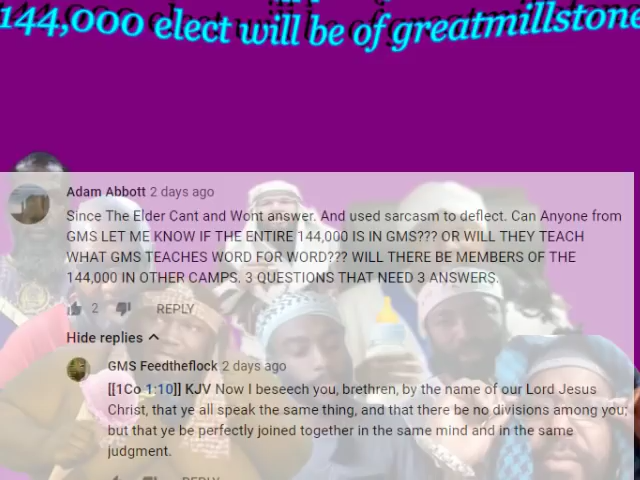 144,000 elect will be of greatmillstone
Adam Abbott 2 days ago
Since The Elder Cant and Wont answer. And used sarcasm to deflect. Can Anyone from
GMS LET ME KNOW IF THE ENTIRE 144,000 IS IN GMS??? OR WILL THEY TEACH
WHAT GMS TEACHES WORD FOR WORD??? WILL THERE BE MEMBERS OF THE
144,000 IN OTHER CAMPS. 3 QUESTIONS THAT NEED 3 ANSWERS.
2 REPLY
Hide replies
GMS Feedtheflock 2 days ago
[[1Co 1:10]] KJV Now I beseech you, brethren, by the name of our Lord Jesus
Christ, that ye all speak the same thing, and that there be no divisions among you;
but that ye be perfectly joined together in the same mind and in the same
judgment.
REPLY